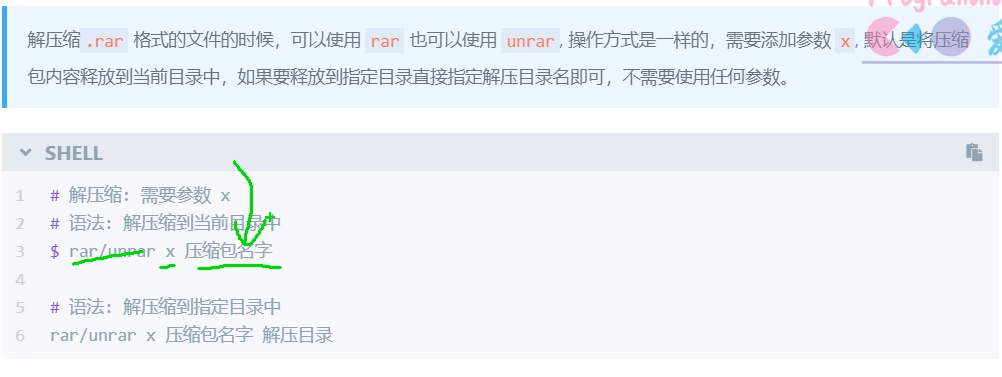 Programmin
解压缩.rar 格式的文件的时候，可以使用 rar 也可以使用 unrar，操作方式是一样的，需要添加参数 x，默认是将压缩
爱
包内容释放到当前目录中，如果要释放到指定目录直接指定解压目录名即可，不需要使用任何参数。
SHELL
1 # 解压缩: 需要参数 x
2 # 语法: 解压缩到当前目录中
3 $ rar/unrar x 压缩包名字
4
5 # 语法: 解压缩到指定目录中
6 rar/unrar x 压缩包名字 解压目录